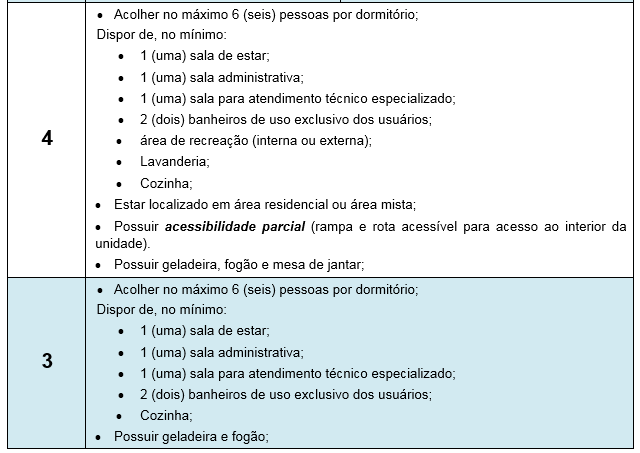 4
• Acolher no máximo 6 (seis) pessoas por dormitório;
Dispor de, no mínimo:
• 1 (uma) sala de estar;
• 1 (uma) sala administrativa;
• 1 (uma) sala para atendimento técnico especializado;
• 2 (dois) banheiros de uso exclusivo dos usuários;
• área de recreação (interna ou externa);
• Lavanderia;
• Cozinha;
• Estar localizado em área residencial ou área mista;
• Possuir acessibilidade parcial (rampa e rota acessível para acesso ao interior da
unidade).
• Possuir geladeira, fogão e mesa de jantar;
3
• Acolher no máximo 6 (seis) pessoas por dormitório;
Dispor de, no mínimo:
• 1 (uma) sala de estar;
• 1 (uma) sala administrativa;
• 1 (uma) sala para atendimento técnico especializado;
• 2 (dois) banheiros de uso exclusivo dos usuários;
• Cozinha;
• Possuir geladeira e fogão;